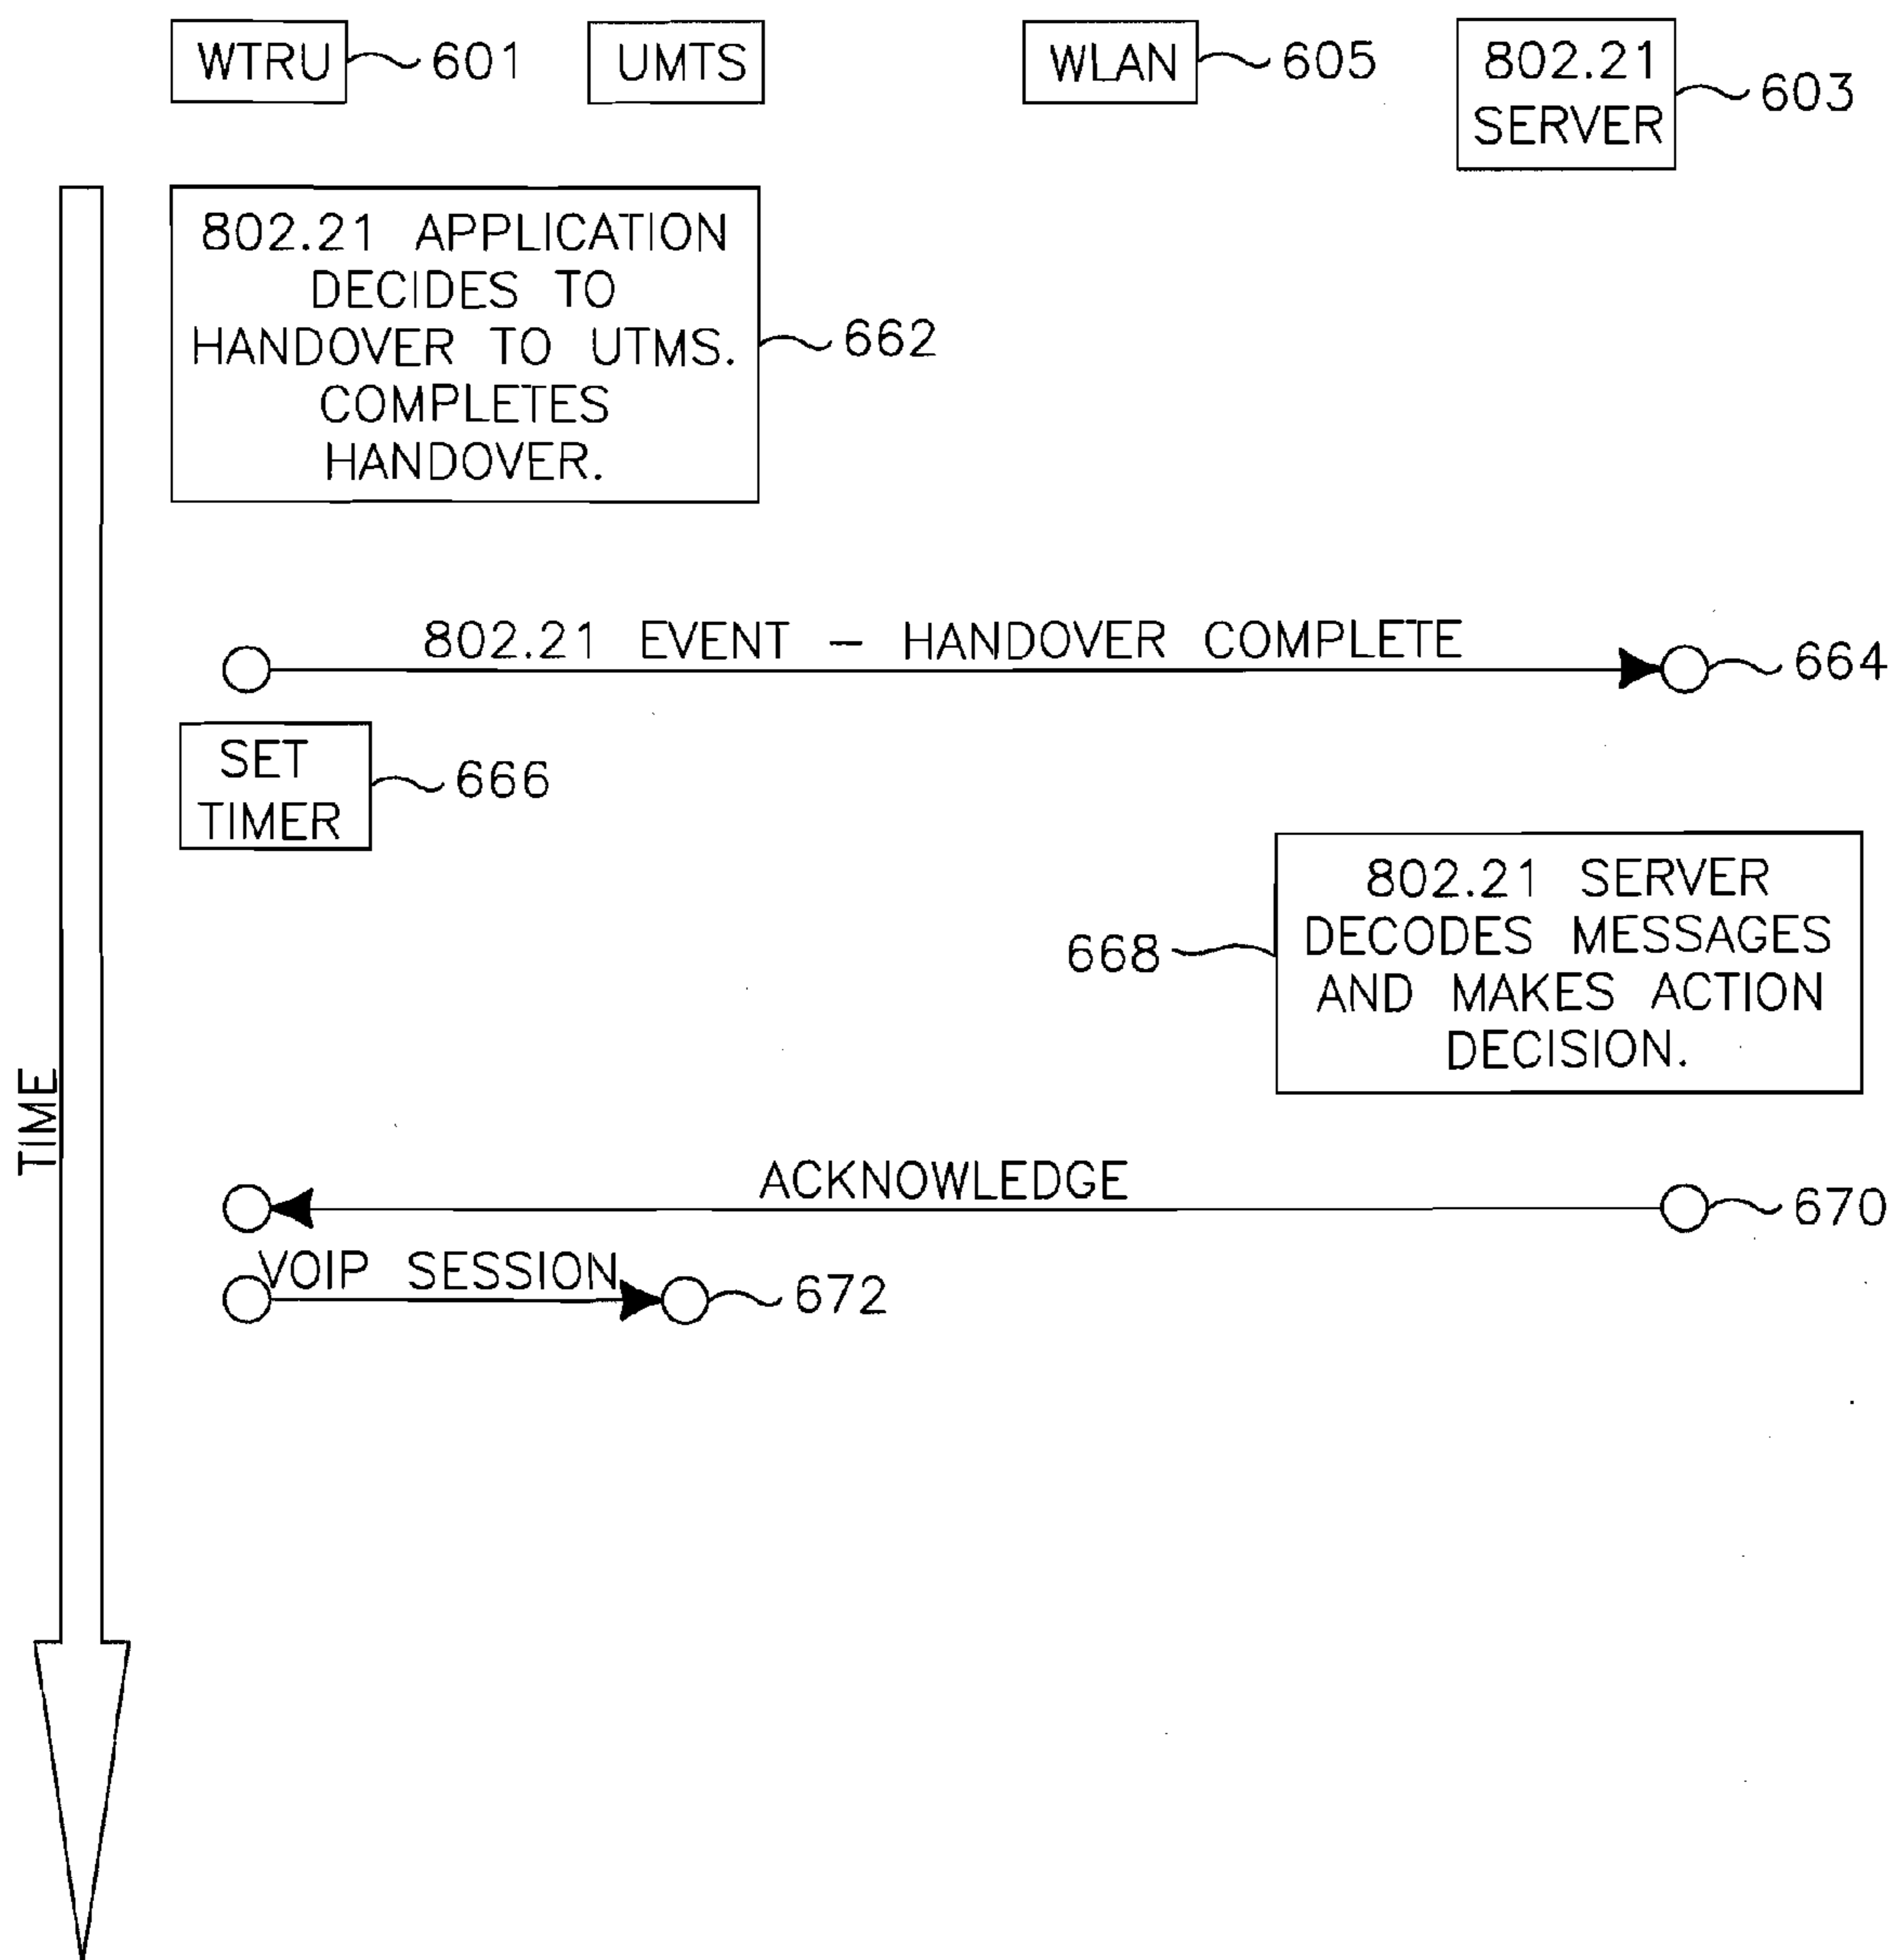 WTRU 601 UMTS WLAN 605 802.21
SERVER 603
802.21 APPLICATION
DECIDES TO
HANDOVER TO UTMS.
COMPLETES
HANDOVER.
662
802.21 EVENT – HANDOVER COMPLETE
664
SET
TIMER
666
802.21 SERVER
DECODES MESSAGES
AND MAKES ACTION
DECISION.
668
TIME
ACKNOWLEDGE
670
VOIP SESSION
672